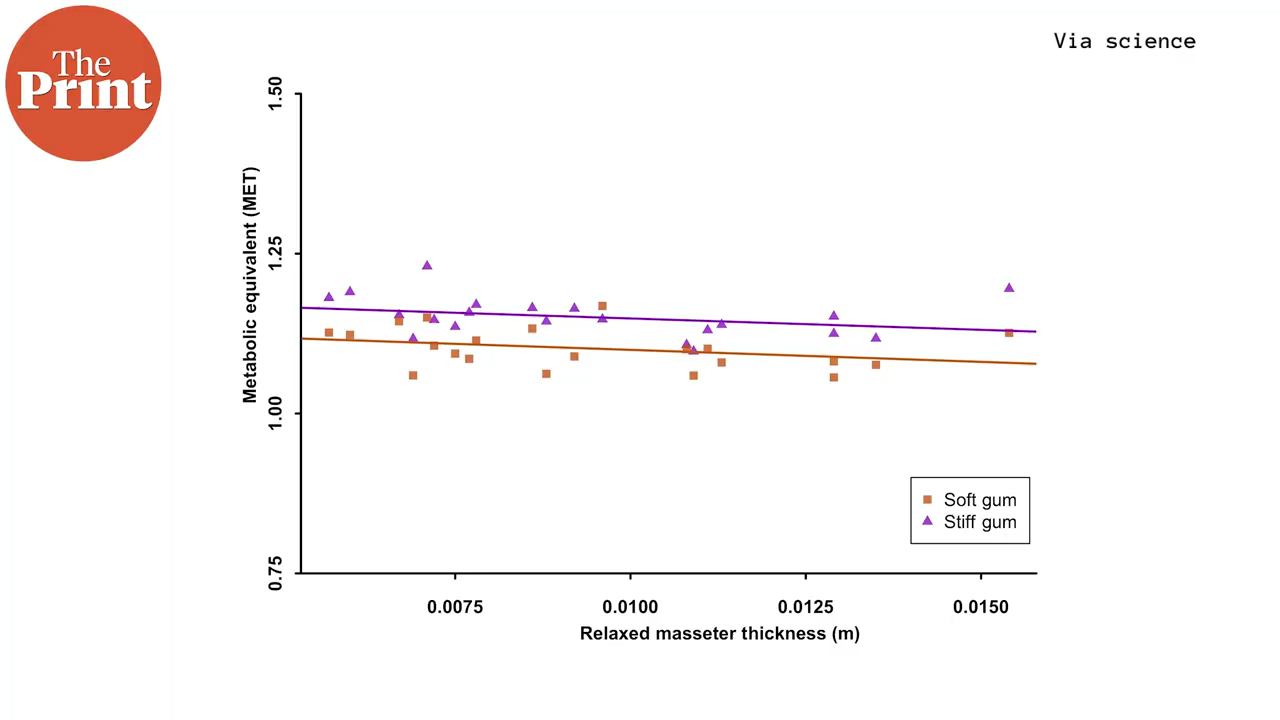 The
Print
Via science
1.50
1.25
1.00
0.75
Metabolic equivalent (MET)
Soft gum
Stiff gum
0.0075 0.0100 0.0125 0.0150
Relaxed masseter thickness (m)